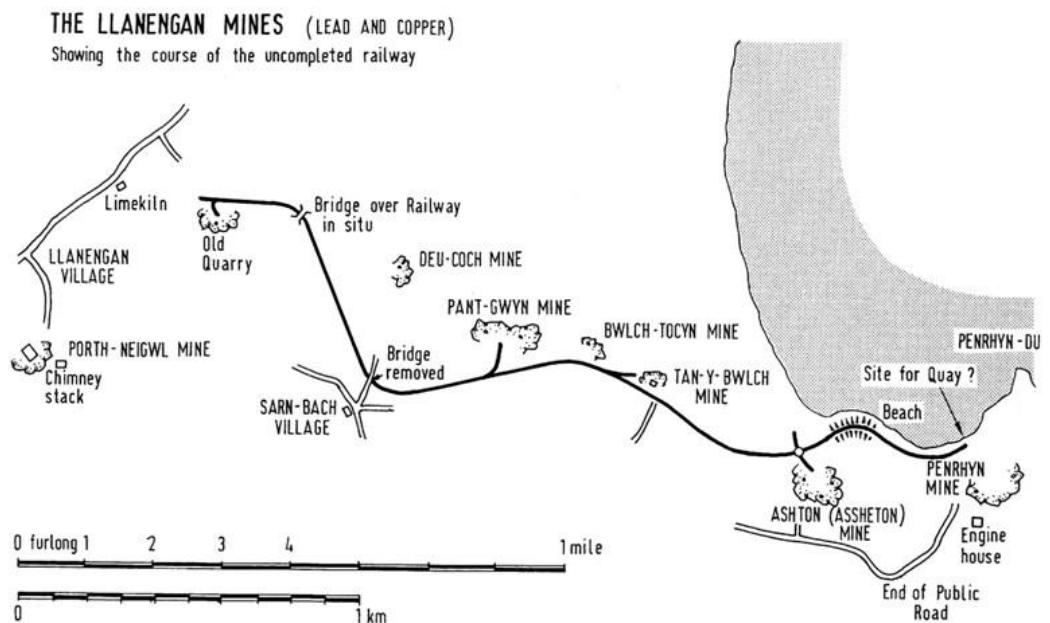 THE LLANENGAN MINES (LEAD AND COPPER)
Showing the course of the uncompleted railway
Limekiln
LLANENGAN
VILLAGE
Old
Quarry
Bridge over Railway
in situ
DEU-COCH MINE
PANT-GWYN MINE
BWLCH-TOCYN MINE
PENRHYN-DU
PORTH-NEIGWL MINE
Chimney
stack
Bridge
removed
SARN-BACH
VILLAGE
TAN-Y-BWLCH
MINE
Site for Quay ?
Beach
PENRHYN
MINE
ASHTON (ASSHETON)
MINE
Engine
house
End of Public
Road
0 furlong 1 2 3 4 1 mile
0 1 km